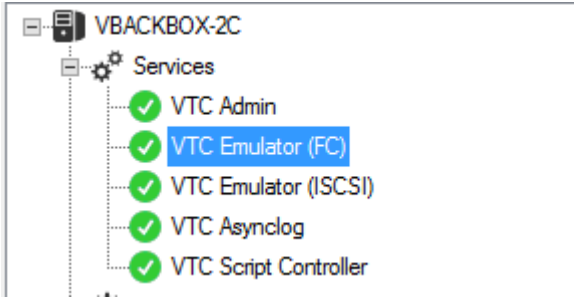 VBACKBOX-2C
Services
VTC Admin
VTC Emulator (FC)
VTC Emulator (ISCSI)
VTC Asynclog
VTC Script Controller